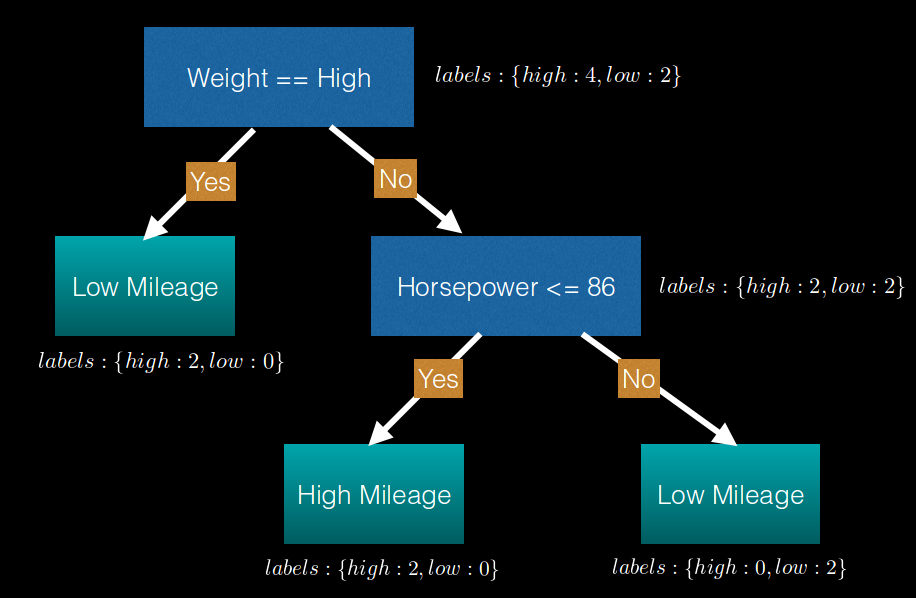 Weight == High
labels : {high : 4, low : 2}
Yes
No
Low Mileage
labels : {high : 2, low : 0}
Horsepower <= 86
labels : {high : 2, low : 2}
Yes
No
High Mileage
labels : {high : 2, low : 0}
Low Mileage
labels : {high : 0, low : 2}